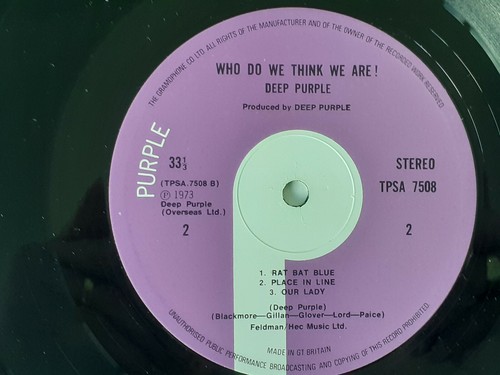 THE GRAMOPHONE CO LTD. ALL RIGHTS OF THE MANUFACTURER AND OF THE OWNER OF THE RECORDED WORK RESERVED
WHO DO WE THINK WE ARE!
DEEP PURPLE
Produced by DEEP PURPLE
PURPLE
33⅓
(TPSA.7508 B)
℗ 1973
Deep Purple
(Overseas Ltd.)
2
STEREO
TPSA 7508
2
1. RAT BAT BLUE
2. PLACE IN LINE
3. OUR LADY
(Deep Purple)
(Blackmore—Gillan—Glover—Lord—Paice)
Feldman/Hec Music Ltd.
MADE IN GT BRITAIN
UNAUTHORISED PUBLIC PERFORMANCE BROADCASTING AND COPYING OF THIS RECORD PROHIBITED